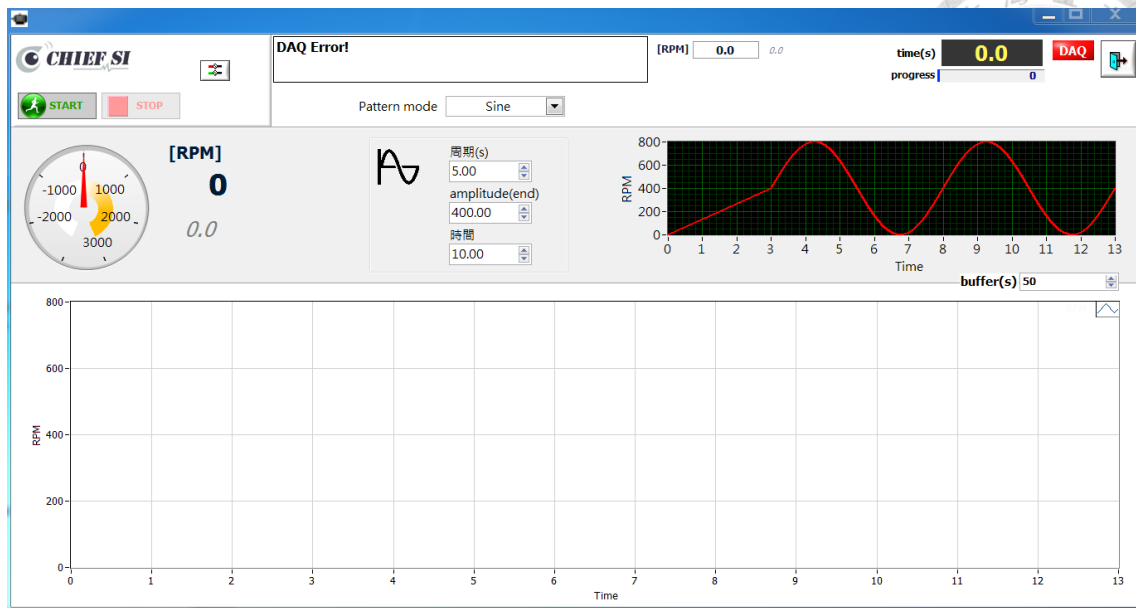 CHIEF SI
DAQ Error!
[RPM] 0.0 0.0
time(s) 0.0 DAQ
progress 0
START STOP
Pattern mode Sine
[RPM]
0
0.0
0
-1000 1000
-2000 2000
3000
周期(s)
5.00
amplitude(end)
400.00
時間
10.00
800
600
400
200
0
RPM
0 1 2 3 4 5 6 7 8 9 10 11 12 13
Time
buffer(s) 50
800
600
400
200
0
RPM
0 1 2 3 4 5 6 7 8 9 10 11 12 13
Time